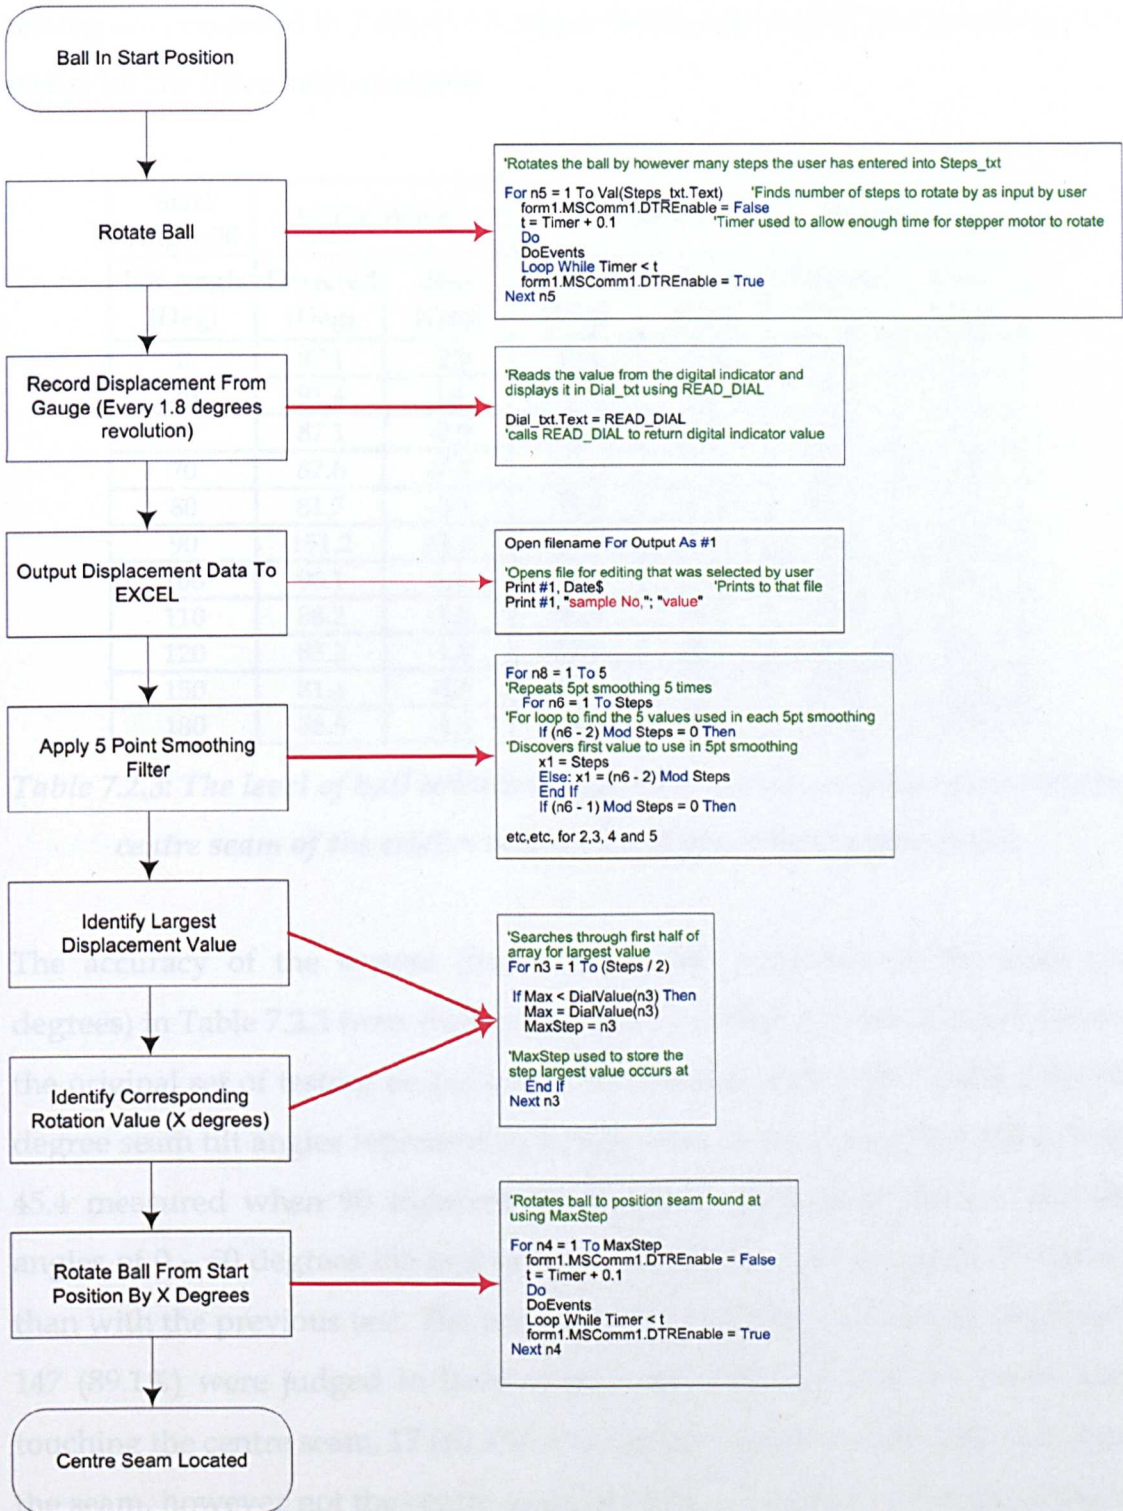 Ball In Start Position
Rotate Ball
'Rotates the ball by however many steps the user has entered into Steps_txt
For n5 = 1 To Val(Steps_txt.Text) 'Finds number of steps to rotate by as input by user
form1.MSComm1.DTREnable = False
t = Timer + 0.1 'Timer used to allow enough time for stepper motor to rotate
Do
DoEvents
Loop While Timer < t
form1.MSComm1.DTREnable = True
Next n5
Record Displacement From
Gauge (Every 1.8 degrees
revolution)
'Reads the value from the digital indicator and
displays it in Dial_txt using READ_DIAL
Dial_txt.Text = READ_DIAL
'calls READ_DIAL to return digital indicator value
Output Displacement Data To
EXCEL
Open filename For Output As #1
'Opens file for editing that was selected by user
Print #1, Date$ 'Prints to that file
Print #1, "sample No,"; "value"
Apply 5 Point Smoothing
Filter
For n8 = 1 To 5
'Repeats 5pt smoothing 5 times
For n6 = 1 To Steps
'For loop to find the 5 values used in each 5pt smoothing
If (n6 - 2) Mod Steps = 0 Then
'Discovers first value to use in 5pt smoothing
x1 = Steps
Else: x1 = (n6 - 2) Mod Steps
End If
If (n6 - 1) Mod Steps = 0 Then
etc,etc, for 2,3, 4 and 5
Identify Largest
Displacement Value
Identify Corresponding
Rotation Value (X degrees)
'Searches through first half of
array for largest value
For n3 = 1 To (Steps / 2)
If Max < DialValue(n3) Then
Max = DialValue(n3)
MaxStep = n3
'MaxStep used to store the
step largest value occurs at
End If
Next n3
Rotate Ball From Start
Position By X Degrees
'Rotates ball to position seam found at
using MaxStep
For n4 = 1 To MaxStep
form1.MSComm1.DTREnable = False
t = Timer + 0.1
Do
DoEvents
Loop While Timer < t
form1.MSComm1.DTREnable = True
Next n4
Centre Seam Located